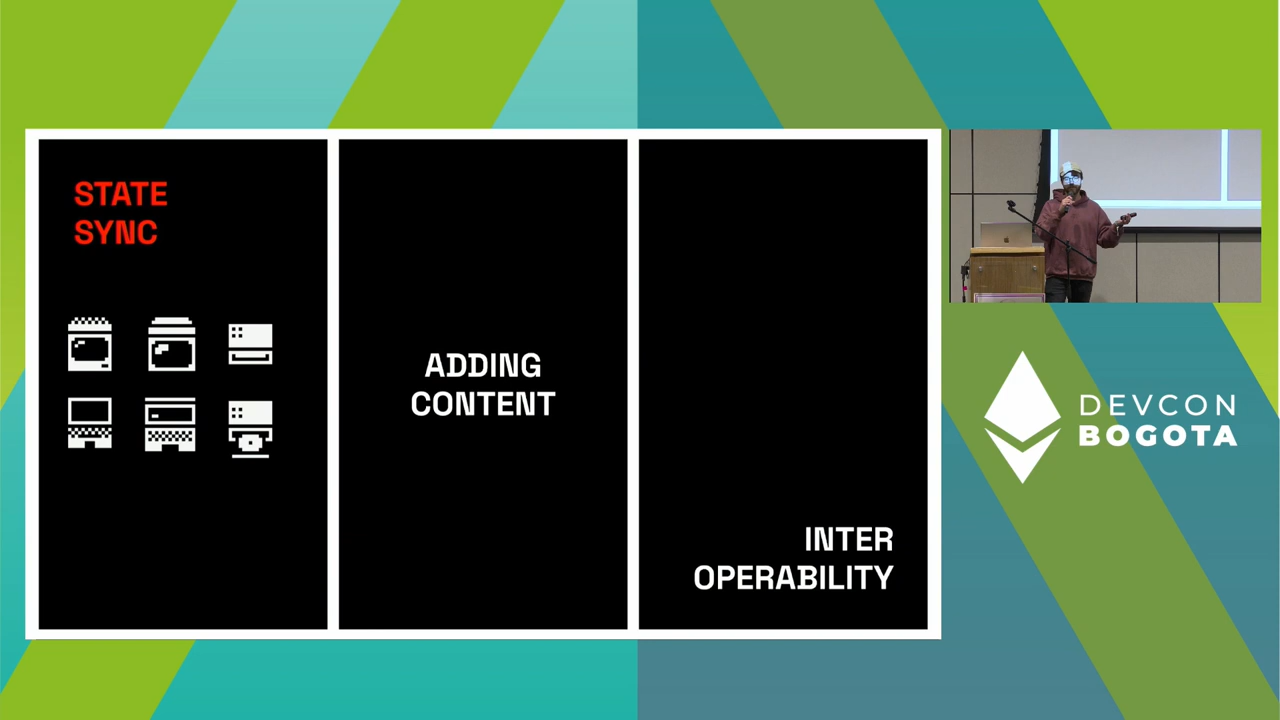 STATE
SYNC
ADDING
CONTENT
INTER
OPERABILITY
DEVCON
BOGOTA